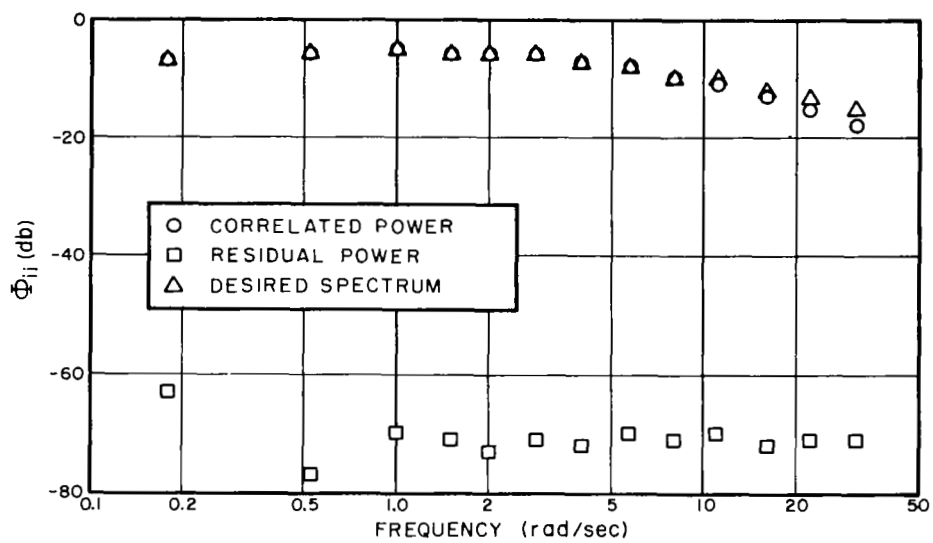 0
-20
-40
-60
-80
Φii (db)
○ CORRELATED POWER
□ RESIDUAL POWER
△ DESIRED SPECTRUM
0.1 0.2 0.5 1.0 2 5 10 20 50
FREQUENCY (rad/sec)